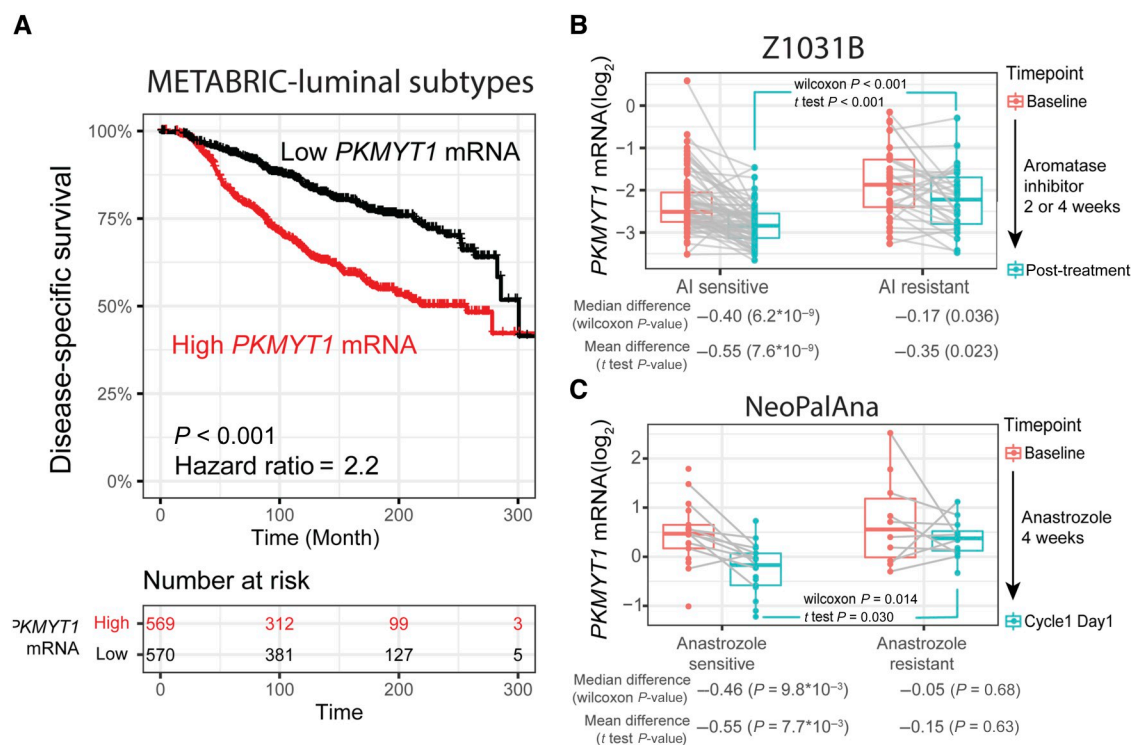 A
METABRIC-luminal subtypes
Disease-specific survival
100%
75%
50%
25%
0%
Low PKMYT1 mRNA
High PKMYT1 mRNA
P < 0.001
Hazard ratio = 2.2
0
100
200
300
Time (Month)
Number at risk
PKMYT1
mRNA
High 569 312 99 3
Low 570 381 127 5
0 100 200 300
Time
B
Z1031B
PKMYT1 mRNA(log2)
0
−1
−2
−3
wilcoxon P < 0.001
t test P < 0.001
AI sensitive
AI resistant
Timepoint
Baseline
Aromatase
inhibitor
2 or 4 weeks
Post-treatment
Median difference
(wilcoxon P-value)
−0.40 (6.2*10−9)
−0.17 (0.036)
Mean difference
(t test P-value)
−0.55 (7.6*10−9)
−0.35 (0.023)
C
NeoPalAna
PKMYT1 mRNA(log2)
2
1
0
−1
wilcoxon P = 0.014
t test P = 0.030
Anastrozole
sensitive
Anastrozole
resistant
Timepoint
Baseline
Anastrozole
4 weeks
Cycle1 Day1
Median difference
(wilcoxon P-value)
−0.46 (P = 9.8*10−3)
−0.05 (P = 0.68)
Mean difference
(t test P-value)
−0.55 (P = 7.7*10−3)
−0.15 (P = 0.63)